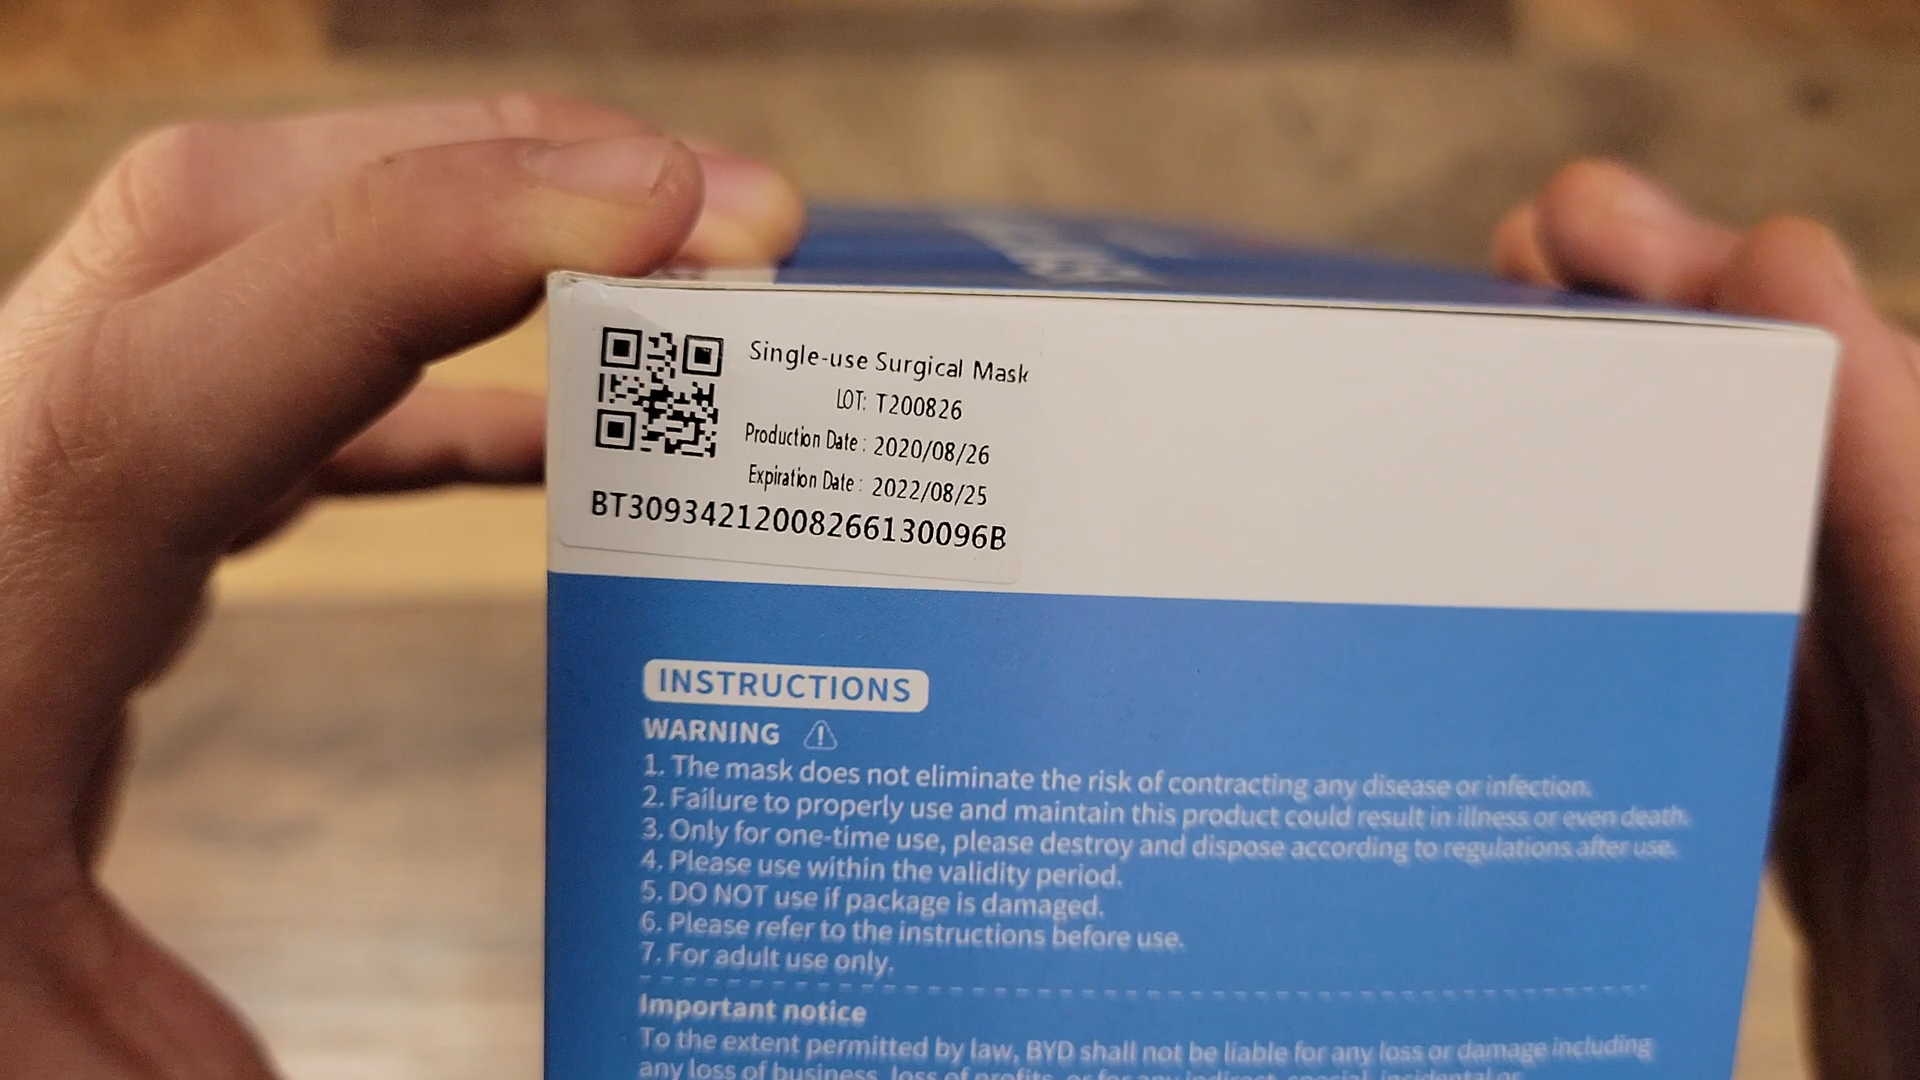 Single-use Surgical Mask
LOT: T200826
Production Date : 2020/08/26
Expiration Date : 2022/08/25
BT30934212008266130096B
INSTRUCTIONS
WARNING
1. The mask does not eliminate the risk of contracting any disease or infection.
2. Failure to properly use and maintain this product could result in illness or even death.
3. Only for one-time use, please destroy and dispose according to regulations after use.
4. Please use within the validity period.
5. DO NOT use if package is damaged.
6. Please refer to the instructions before use.
7. For adult use only.
Important notice
To the extent permitted by law, BYD shall not be liable for any loss or damage including
any loss of business, loss of profits, or for any indirect, special, incidental or